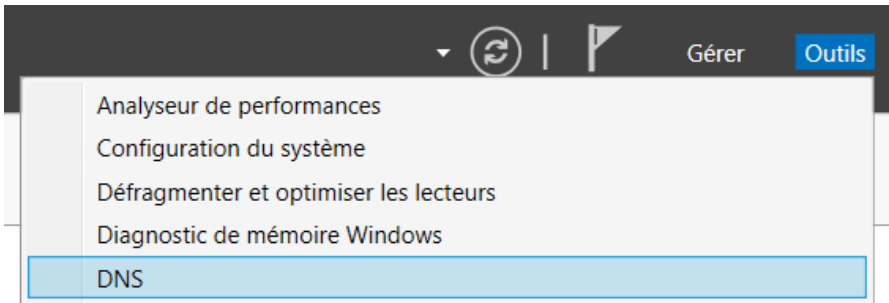 Gérer Outils
Analyseur de performances
Configuration du système
Défragmenter et optimiser les lecteurs
Diagnostic de mémoire Windows
DNS